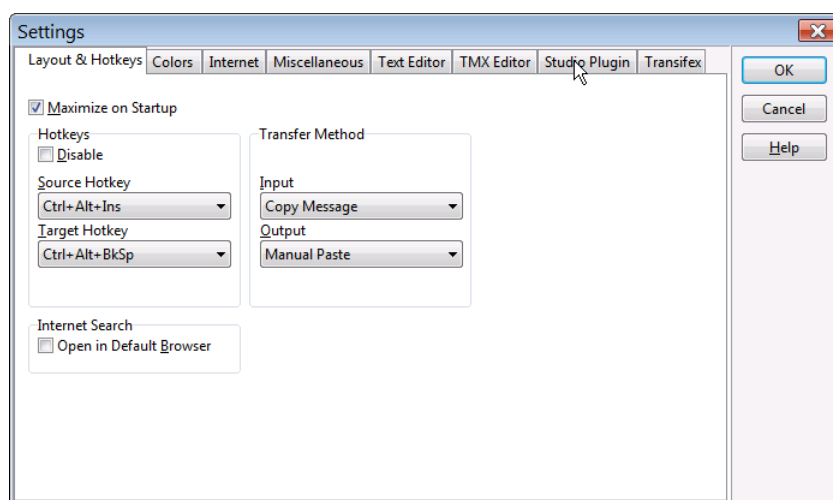 Settings
Layout & Hotkeys Colors Internet Miscellaneous Text Editor TMX Editor Studio Plugin Transifex
OK
Cancel
Help
Maximize on Startup
Hotkeys
Disable
Source Hotkey
Ctrl+Alt+Ins
Target Hotkey
Ctrl+Alt+BkSp
Transfer Method
Input
Copy Message
Output
Manual Paste
Internet Search
Open in Default Browser